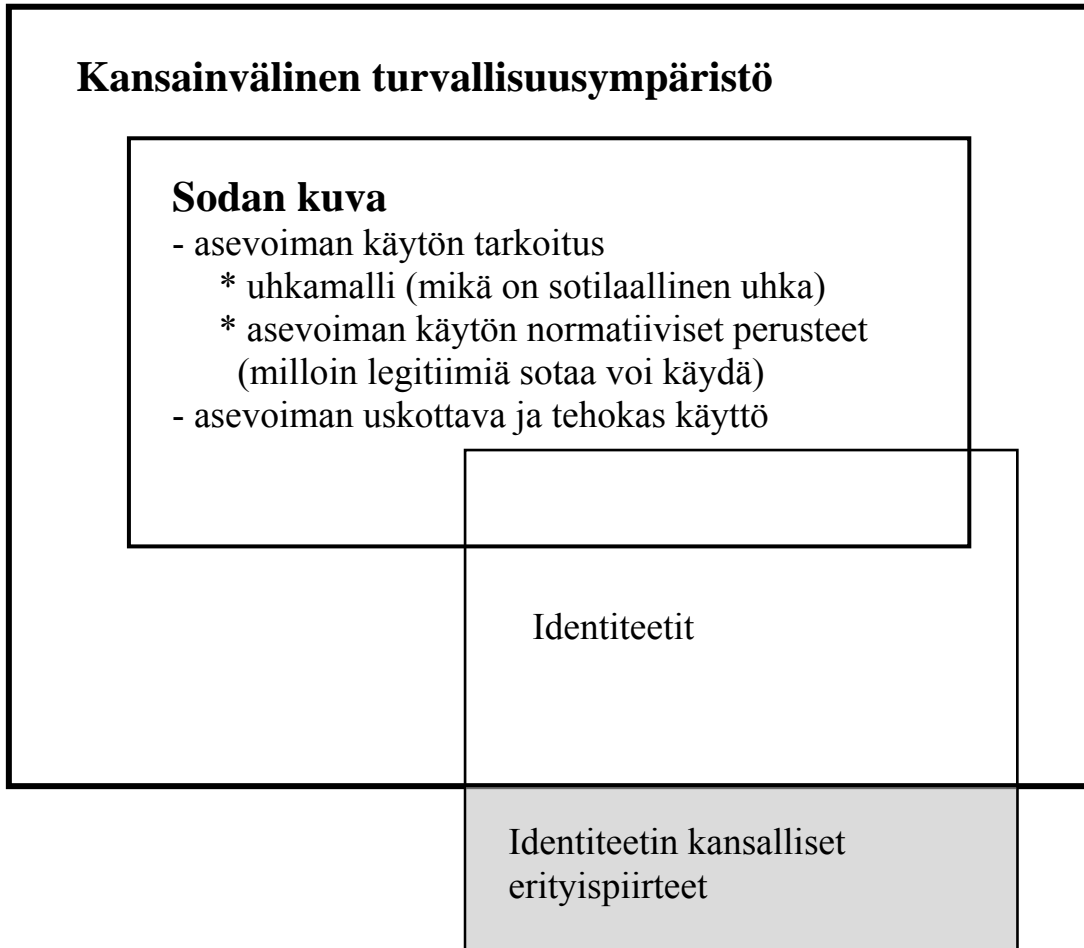 Kansainvälinen turvallisuusympäristö
Sodan kuva
- asevoiman käytön tarkoitus
* uhkamalli (mikä on sotilaallinen uhka)
* asevoiman käytön normatiiviset perusteet
(milloin legitiimiä sotaa voi käydä)
- asevoiman uskottava ja tehokas käyttö
Identiteetit
Identiteetin kansalliset
erityispiirteet